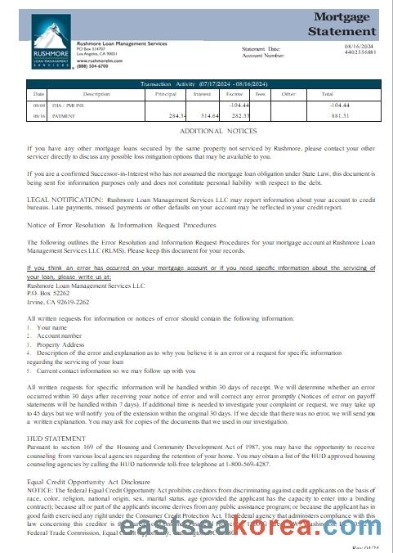 Mortgage
Statement
RUSHMORE
LOAN MANAGEMENT
SERVICES
Rushmore Loan Management Services
PO Box 514707
Los Angeles, CA 90051
www.rushmorelm.com
(888) 504-6700
Statement Date: 08/16/2024
Account Number:
Transaction Activity (07/17/2024 -08/16/2024)
Date Description Principal Interest Escrow Fees Other Total
-104.44 -104.44
08/16 PAYMENT 314.64 282.33 881.31
ADDITIONAL NOTICES
If you have any other mortgage loans secured by the same property not serviced by Rushmore, please contact your other
servicer directly to discuss any possible loss mitigation options that may be available to you.
If you are a confirmed Successor-in-Interest who has not assumed the mortgage loan obligation under State Law, this document is
being sent for information purposes only and does not constitute personal liability with respect to the debt.
LEGAL NOTIFICATION: Rushmore Loan Management Services LLC may report information about your account to credit
bureaus. Late payments, missed payments or other defaults on your account may be reflected in your credit report.
Notice of Error Resolution & Information Request Procedures
The following outlines the Error Resolution and Information Request Procedures for your mortgage account at Rushmore Loan
Management Services LLC (RLMS). Please keep this document for your records.
If you think an error has occurred on your mortgage account or if you need specific information about the servicing of
your loan, please write us at:
Rushmore Loan Management Services LLC
P.O. Box 52262
Irvine, CA 92619-2262
All written requests for information or notices of error should contain the following information:
1. Your name
2. Account number
3. Property Address
4. Description of the error and explanation as to why you believe it is an error or a request for specific information
regarding the servicing of your loan
5. Current contact information so we may follow up with you
All written requests for specific information will be handled within 30 days of receipt. We will determine whether an error
occurred within 30 days after receiving your notice of error and will correct any error promptly (Notices of error on payoff
statements will be handled within 7 days). If additional time is needed to investigate your complaint or request, we may take up
to 45 days but we will notify you of the extension within the original 30 days. If we decide that there was no error, we will send you
a written explanation. You may ask for copies of the documents that we used in our investigation.
HUD STATEMENT
Pursuant to section 169 of the Housing and Community Development Act of 1987, you may have the opportunity to receive
counseling from various local agencies regarding the retention of your home. You may obtain a list of the HUD approved housing
counseling agencies by calling the HUD nationwide toll-free telephone at 1-800-569-4287.
Equal Credit Opportunity Act Disclosure
NOTICE: The federal Equal Credit Opportunity Act prohibits creditors from discriminating against credit applicants on the basis of
race, color, religion, national origin, sex, marital status, age (provided the applicant has the capacity to enter into a binding
contract); because all or part of the applicant's income derives from any public assistance program; or because the applicant has in
good faith exercised any right under the Consumer Credit Protection Act. The federal agency that administers compliance with this
law concerning this creditor is
Federal Trade Commission, Equal